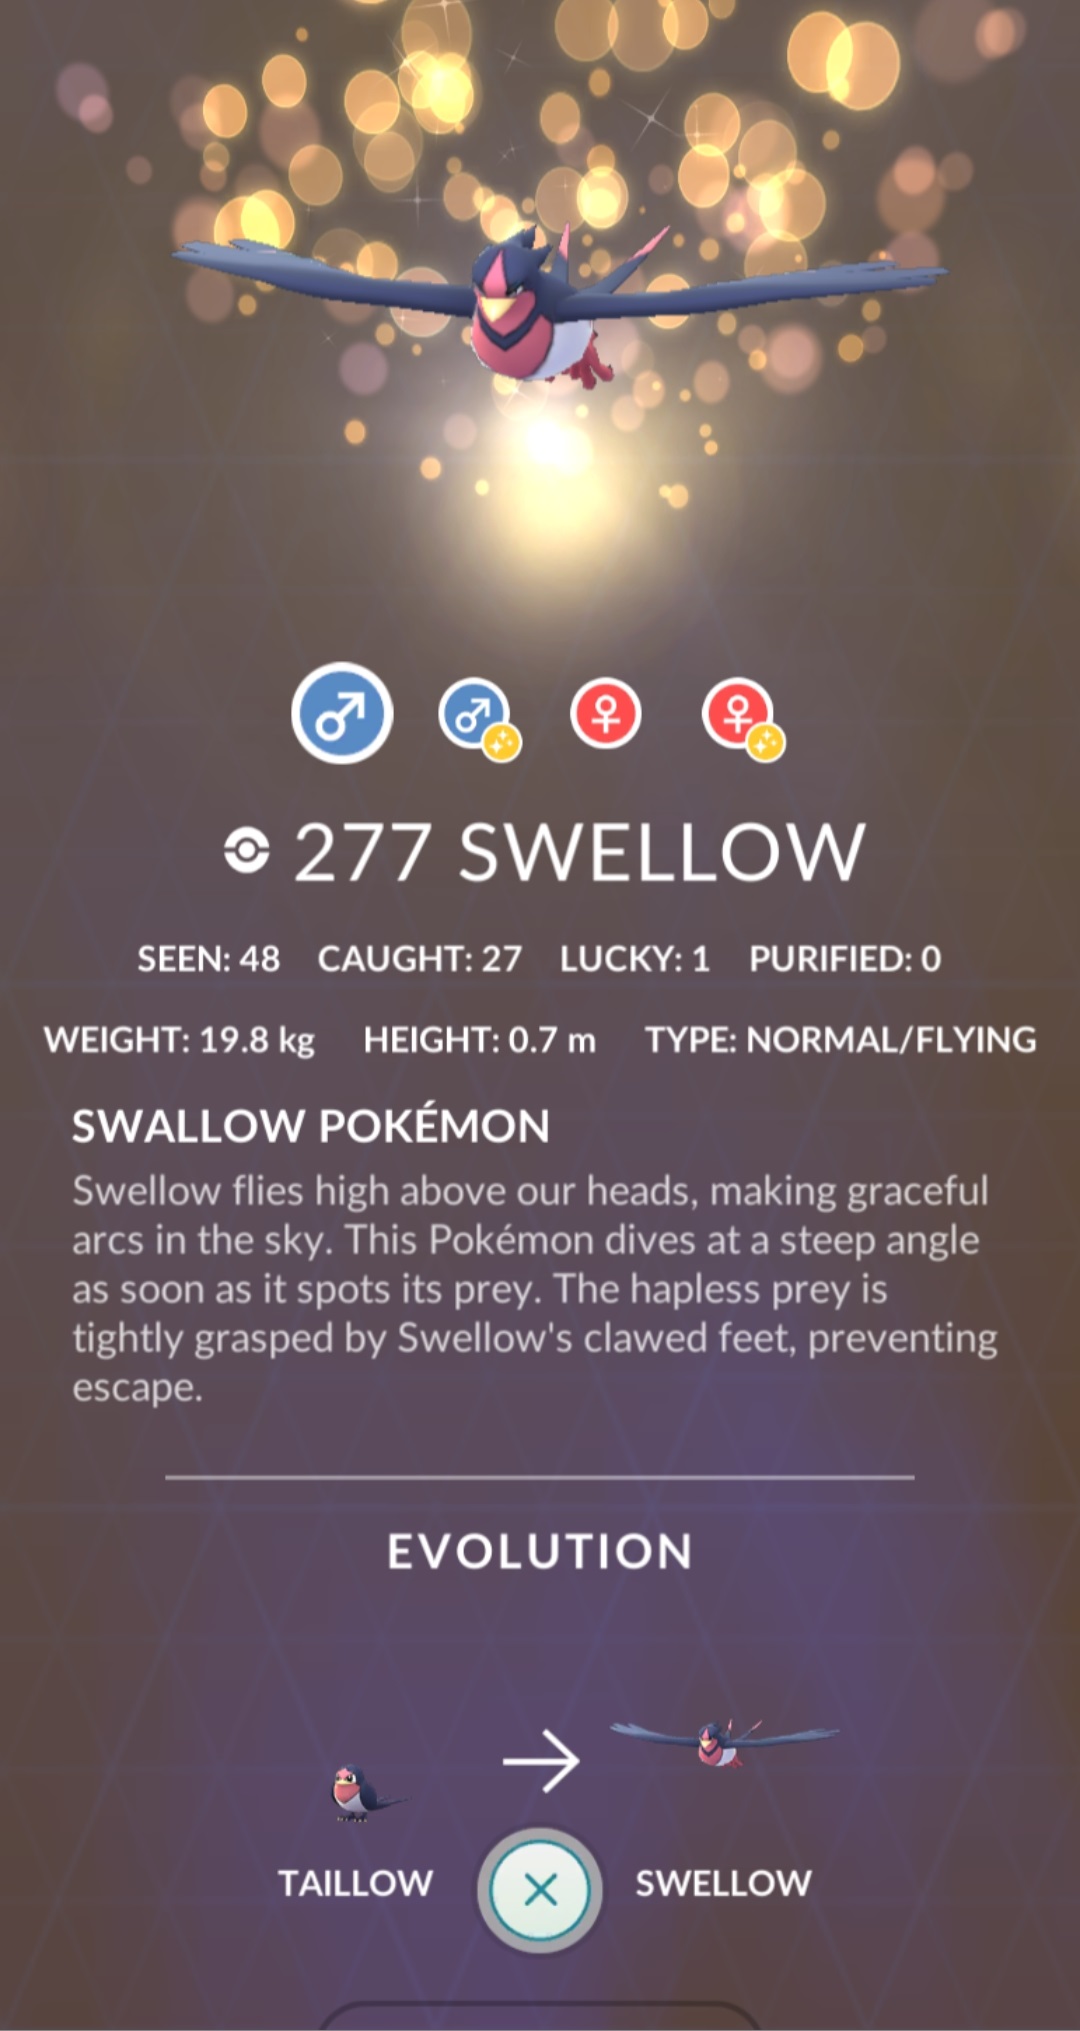 277 SWELLOW
SEEN: 48 CAUGHT: 27 LUCKY: 1 PURIFIED: 0
WEIGHT: 19.8 kg HEIGHT: 0.7 m TYPE: NORMAL/FLYING
SWALLOW POKÉMON
Swellow flies high above our heads, making graceful
arcs in the sky. This Pokémon dives at a steep angle
as soon as it spots its prey. The hapless prey is
tightly grasped by Swellow's clawed feet, preventing
escape.
EVOLUTION
TAILLOW SWELLOW